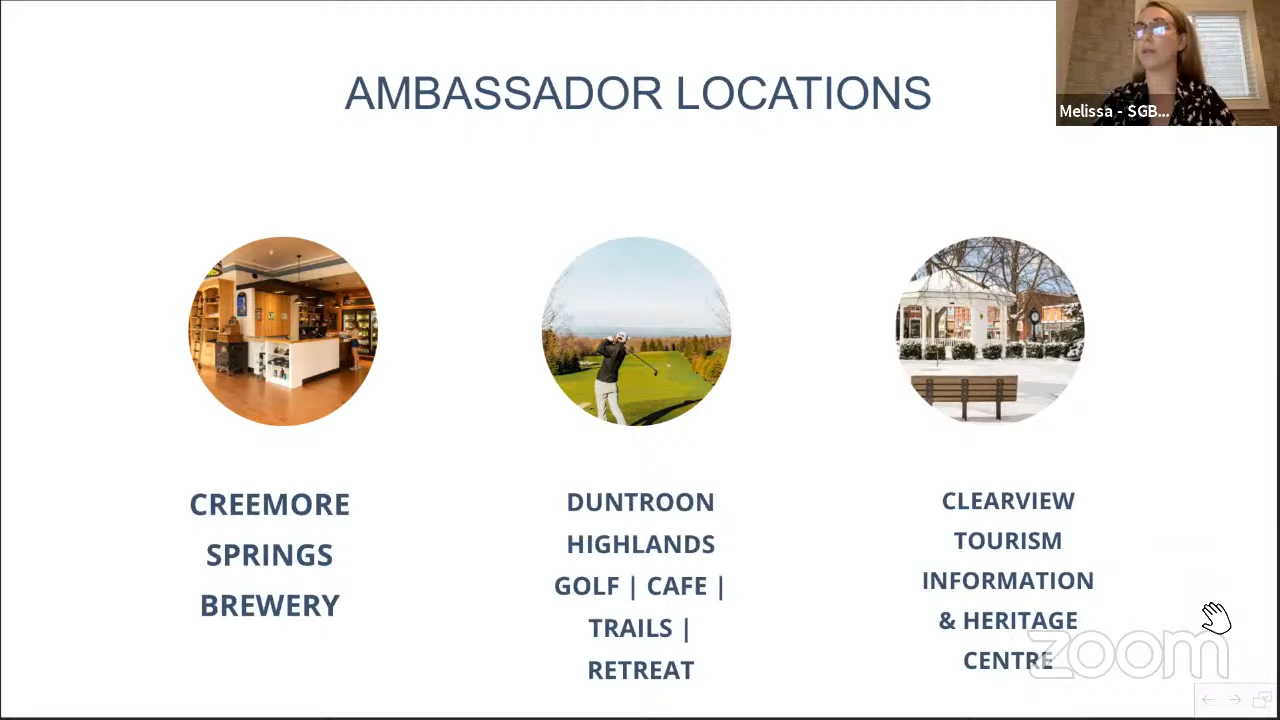 AMBASSADOR LOCATIONS
Melissa - SGB...
CREEMORE
SPRINGS
BREWERY
DUNTROON
HIGHLANDS
GOLF | CAFE |
TRAILS |
RETREAT
CLEARVIEW
TOURISM
INFORMATION
& HERITAGE
CENTRE
zoom